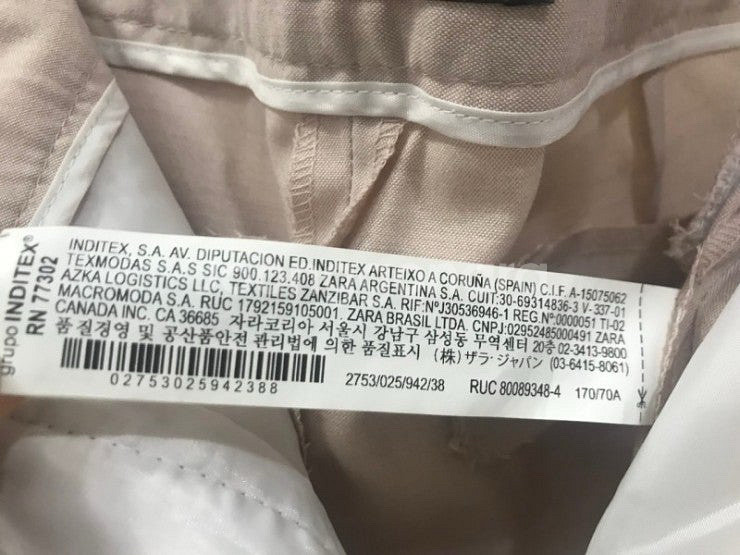 grupo INDITEX®
RN 77302
INDITEX, S.A. AV. DIPUTACION ED.INDITEX ARTEIXO A CORUÑA (SPAIN) C.I.F. A-15075062
TEXMODAS S.A.S SIC 900.123.408 ZARA ARGENTINA S.A. CUIT:30-69314836-3 V-337-01
AZKA LOGISTICS LLC, TEXTILES ZANZIBAR S.A. RIF:NºJ30536946-1 REG.Nº:0000051 TI-02
MACROMODA S.A. RUC 1792159105001. ZARA BRASIL LTDA. CNPJ:02952485000491 ZARA
CANADA INC. CA 36685 자라코리아 서울시 강남구 삼성동 무역센터 20층 02-3413-9800
품질경영 및 공산품안전 관리법에 의한 품질표시 (株) ザラ・ジャパン (03-6415-8061)
02753025942388
2753/025/942/38
RUC 80089348-4
170/70A